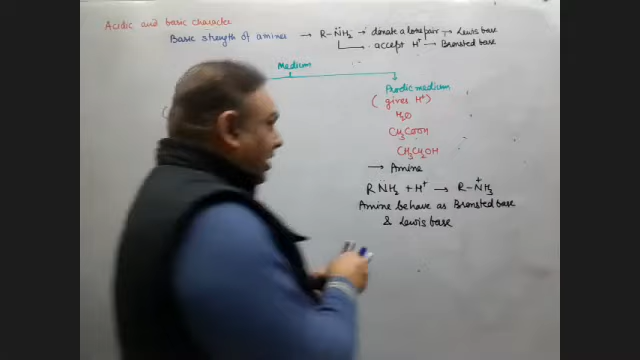 Acidic and basic character
Basic strength of amines → R-N̈H₂ → donate a lone pair → Lewis base
→ accept H⁺ → Bronsted base
Medium
Protic medium
(gives H⁺)
H₂O
CH₃COOH
CH₃CH₂OH
→ Amine
R N̈H₂ + H⁺ → R-N⁺H₃
Amine behave as Bronsted base
& Lewis base